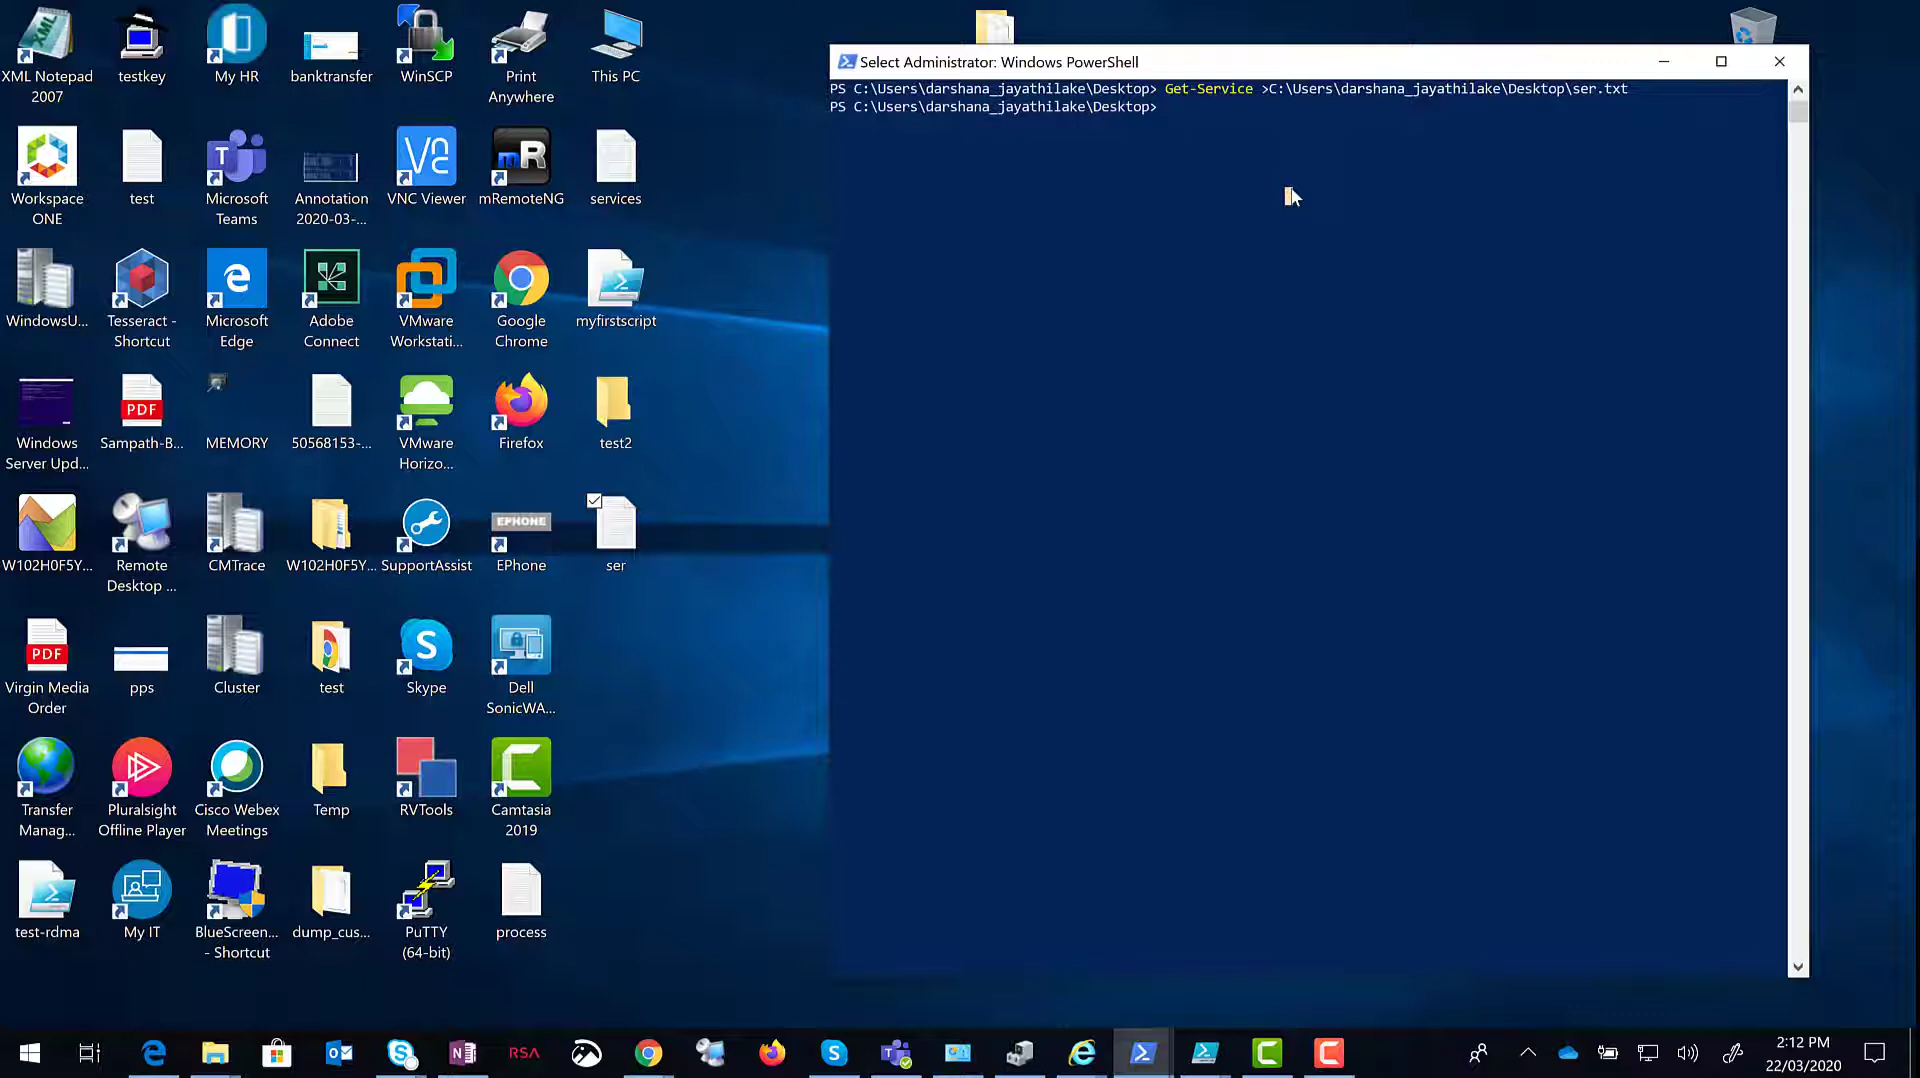 XML Notepad
2007
testkey
My HR
banktransfer
WinSCP
Print
Anywhere
This PC
Workspace
ONE
test
Microsoft
Teams
Annotation
2020-03-...
VNC Viewer
mRemoteNG
services
WindowsU...
Tesseract -
Shortcut
Microsoft
Edge
Adobe
Connect
VMware
Workstati...
Google
Chrome
myfirstscript
Windows
Server Upd...
PDF
Sampath-B...
MEMORY
50568153-...
VMware
Horizo...
Firefox
test2
W102H0F5Y...
Remote
Desktop ...
CMTrace
W102H0F5Y...
SupportAssist
EPHONE
EPhone
ser
PDF
Virgin Media
Order
pps
Cluster
test
Skype
Dell
SonicWA...
Transfer
Manag...
Pluralsight
Offline Player
Cisco Webex
Meetings
Temp
RVTools
Camtasia
2019
test-rdma
My IT
BlueScreen...
- Shortcut
dump_cus...
PuTTY
(64-bit)
process
Select Administrator: Windows PowerShell
PS C:\Users\darshana_jayathilake\Desktop> Get-Service >C:\Users\darshana_jayathilake\Desktop\ser.txt
PS C:\Users\darshana_jayathilake\Desktop>
RSA
2:12 PM
22/03/2020